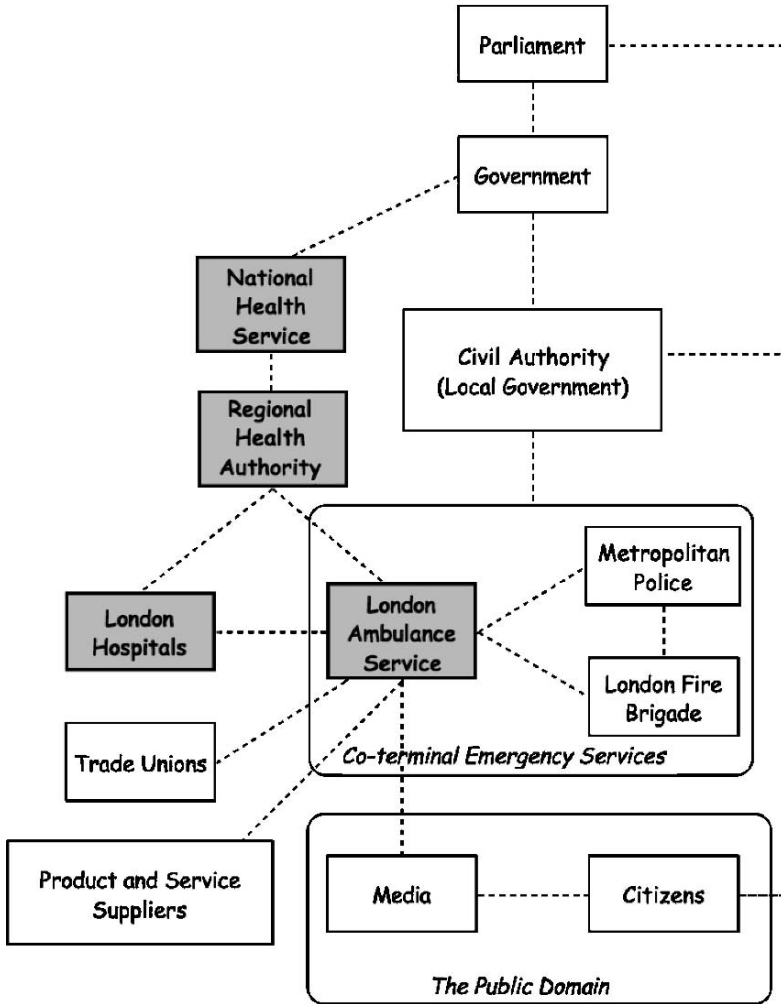 Parliament
Government
National
Health
Service
Civil Authority
(Local Government)
Regional
Health
Authority
Metropolitan
Police
London
Hospitals
London
Ambulance
Service
London Fire
Brigade
Trade Unions
Co-terminal Emergency Services
Product and Service
Suppliers
Media
Citizens
The Public Domain